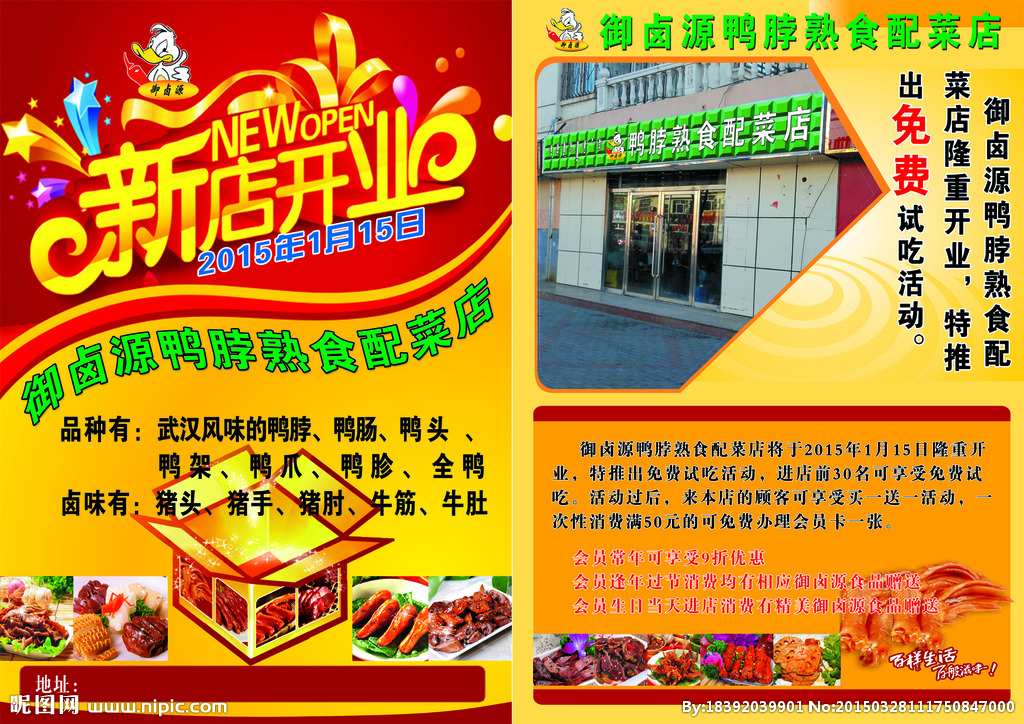 御卤源
NEW OPEN
新店开业
2015年1月15日
御卤源鸭脖熟食配菜店
品种有：武汉风味的鸭脖、鸭肠、鸭头、
鸭架、鸭爪、鸭胗、全鸭
卤味有：猪头、猪手、猪肘、牛筋、牛肚
地址：
昵图网 www.nipic.com
御卤源
御卤源鸭脖熟食配菜店
鸭脖熟食配菜店
御卤源鸭脖熟食配
菜店隆重开业，特推
出免费试吃活动。
御卤源鸭脖熟食配菜店将于2015年1月15日隆重开
业，特推出免费试吃活动，进店前30名可享受免费试
吃。活动过后，来本店的顾客可享受买一送一活动，一
次性消费满50元的可免费办理会员卡一张。
会员常年可享受9折优惠
会员逢年过节消费均有相应御卤源食品赠送
会员生日当天进店消费有精美御卤源食品赠送
百样生活
百般滋味！
By:18392039901 No:20150328111750847000